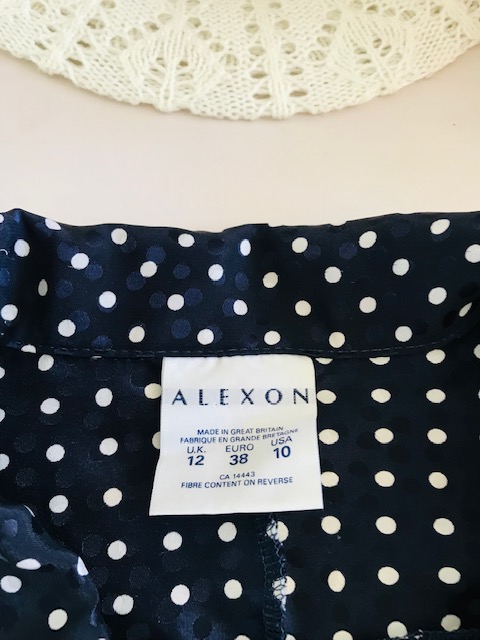 ALEXON
MADE IN GREAT BRITAIN
FABRIQUE EN GRANDE BRETAGNE
U.K. EURO USA
12 38 10
CA 14443
FIBRE CONTENT ON REVERSE